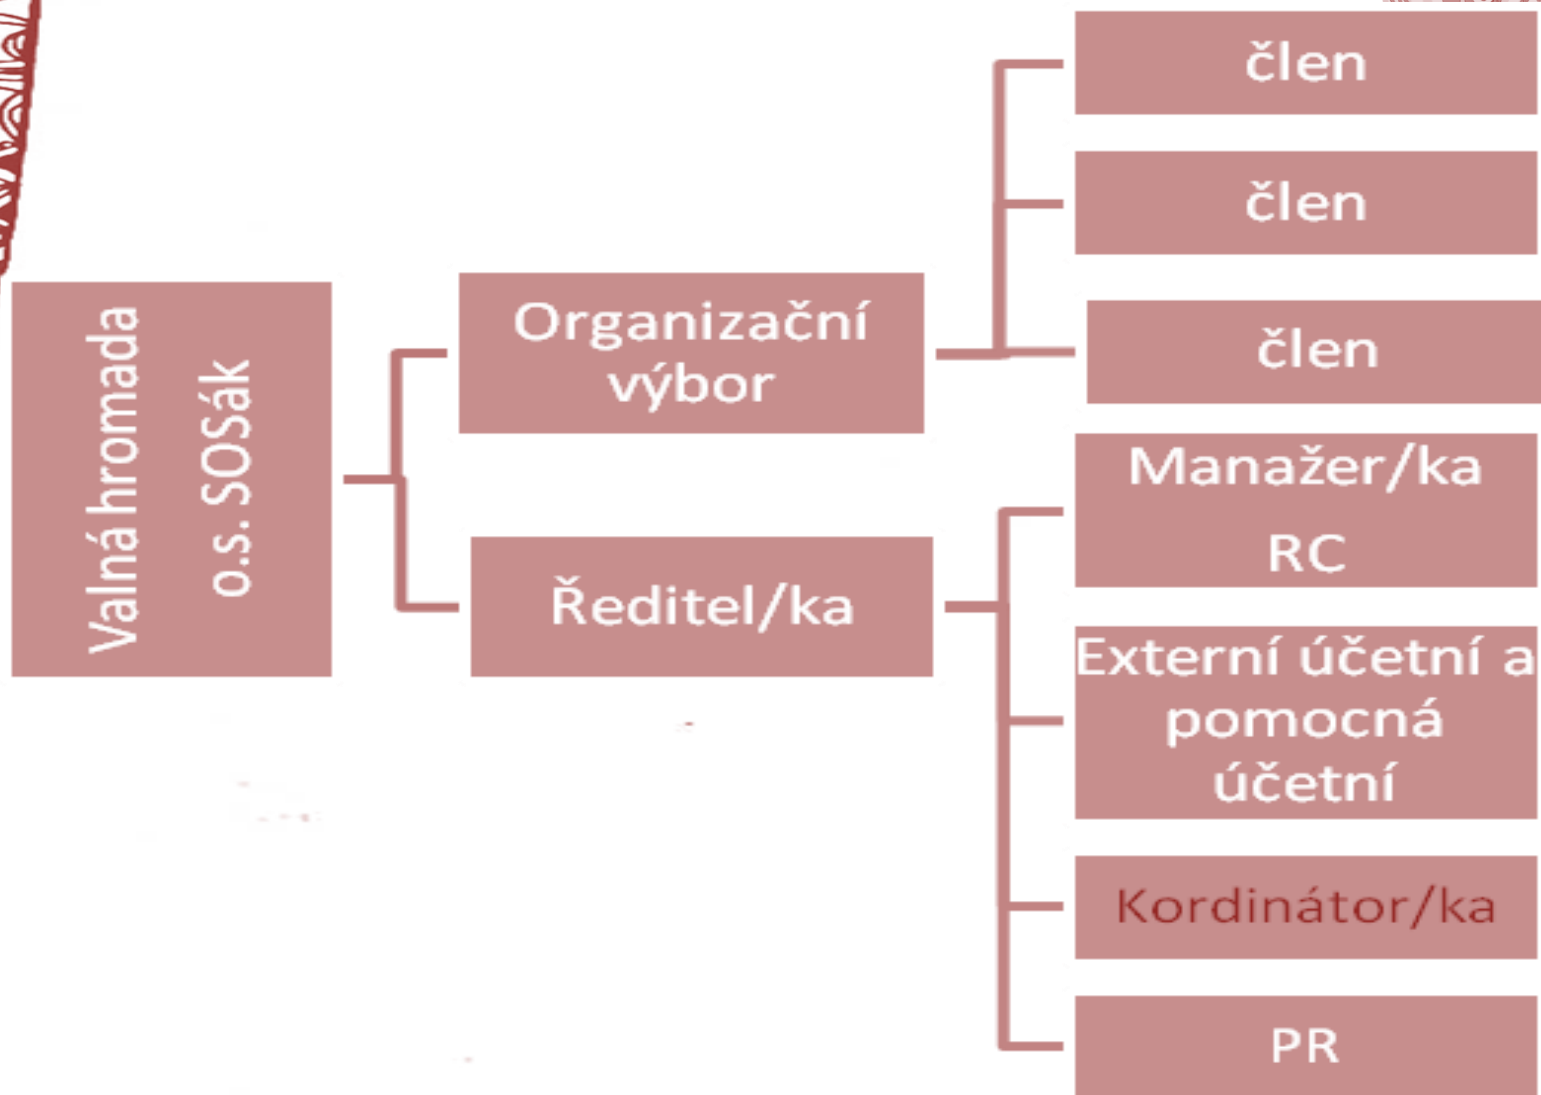 Valná hromada
o.s. SOSák
Organizační
výbor
člen
člen
člen
Ředitel/ka
Manažer/ka
RC
Externí účetní a
pomocná
účetní
Kordinátor/ka
PR